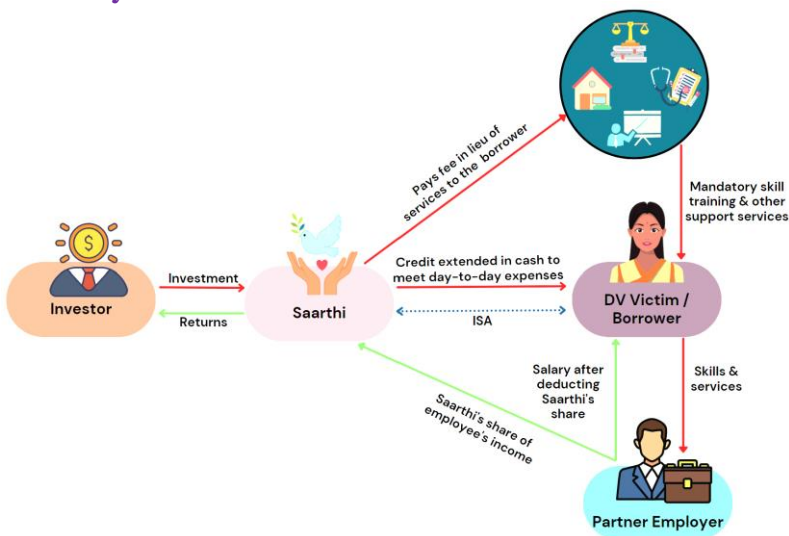 Pays fee in lieu of
services to the borrower
Mandatory skill
training & other
support services
Investor
Investment
Returns
Saarthi
Credit extended in cash to
meet day-to-day expenses
ISA
DV Victim /
Borrower
Saarthi's share of
employee's income
Salary after
deducting
Saarthi's
share
Skills &
services
Partner Employer